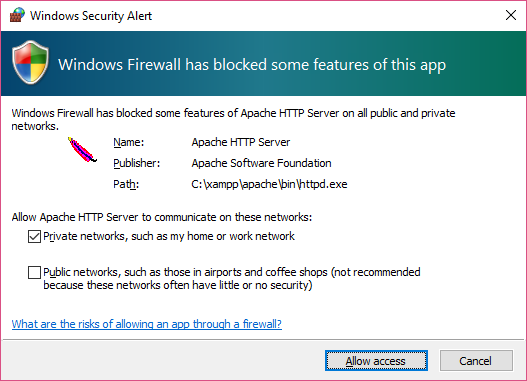 Windows Security Alert
Windows Firewall has blocked some features of this app
Windows Firewall has blocked some features of Apache HTTP Server on all public and private
networks.
Name: Apache HTTP Server
Publisher: Apache Software Foundation
Path: C:\xampp\apache\bin\httpd.exe
Allow Apache HTTP Server to communicate on these networks:
Private networks, such as my home or work network
Public networks, such as those in airports and coffee shops (not recommended
because these networks often have little or no security)
What are the risks of allowing an app through a firewall?
Allow access Cancel